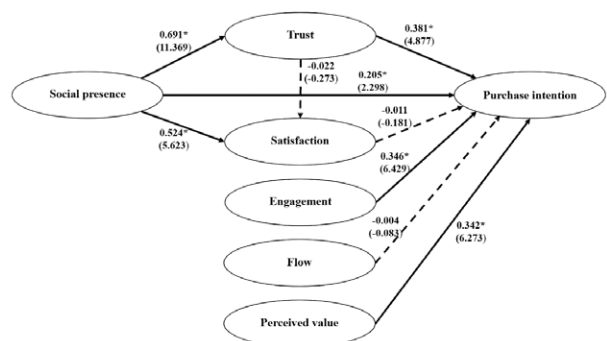 0.691*
(11.369)
Trust
0.381*
(4.877)
-0.022
(-0.273)
Social presence
0.205*
(2.298)
Purchase intention
-0.011
(-0.181)
0.524*
(5.623)
Satisfaction
0.346*
(6.429)
Engagement
-0.004
(-0.083)
0.342*
(6.273)
Flow
Perceived value